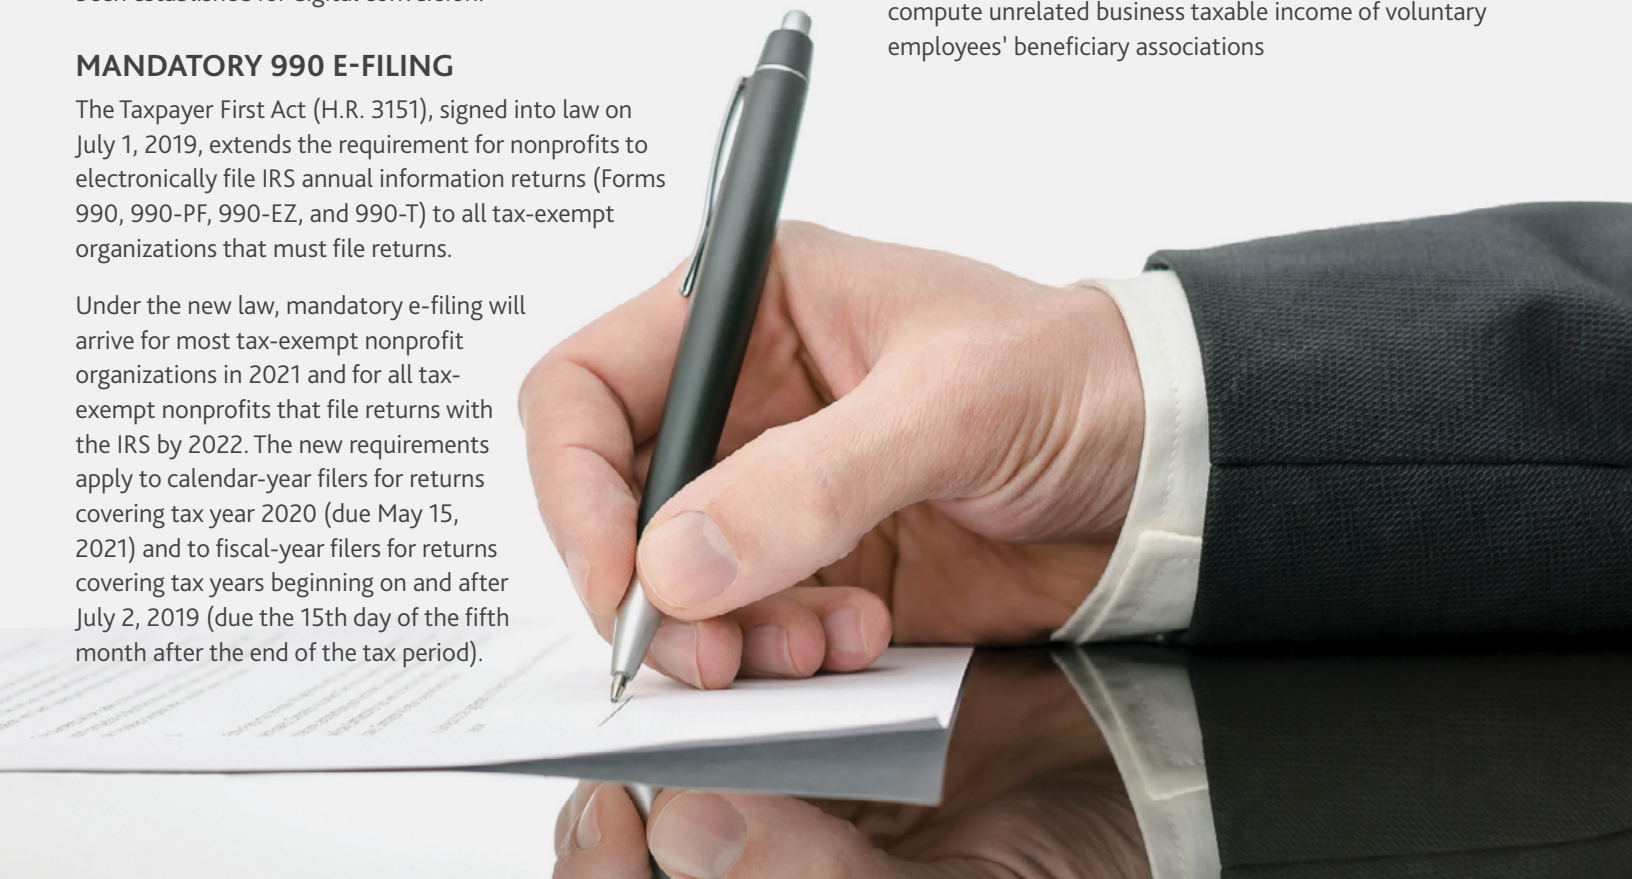 MANDATORY 990 E-FILING
The Taxpayer First Act (H.R. 3151), signed into law on
July 1, 2019, extends the requirement for nonprofits to
electronically file IRS annual information returns (Forms
990, 990-PF, 990-EZ, and 990-T) to all tax-exempt
organizations that must file returns.
Under the new law, mandatory e-filing will
arrive for most tax-exempt nonprofit
organizations in 2021 and for all tax-
exempt nonprofits that file returns with
the IRS by 2022. The new requirements
apply to calendar-year filers for returns
covering tax year 2020 (due May 15,
2021) and to fiscal-year filers for returns
covering tax years beginning on and after
July 2, 2019 (due the 15th day of the fifth
month after the end of the tax period).
compute unrelated business taxable income of voluntary
employees’ beneficiary associations